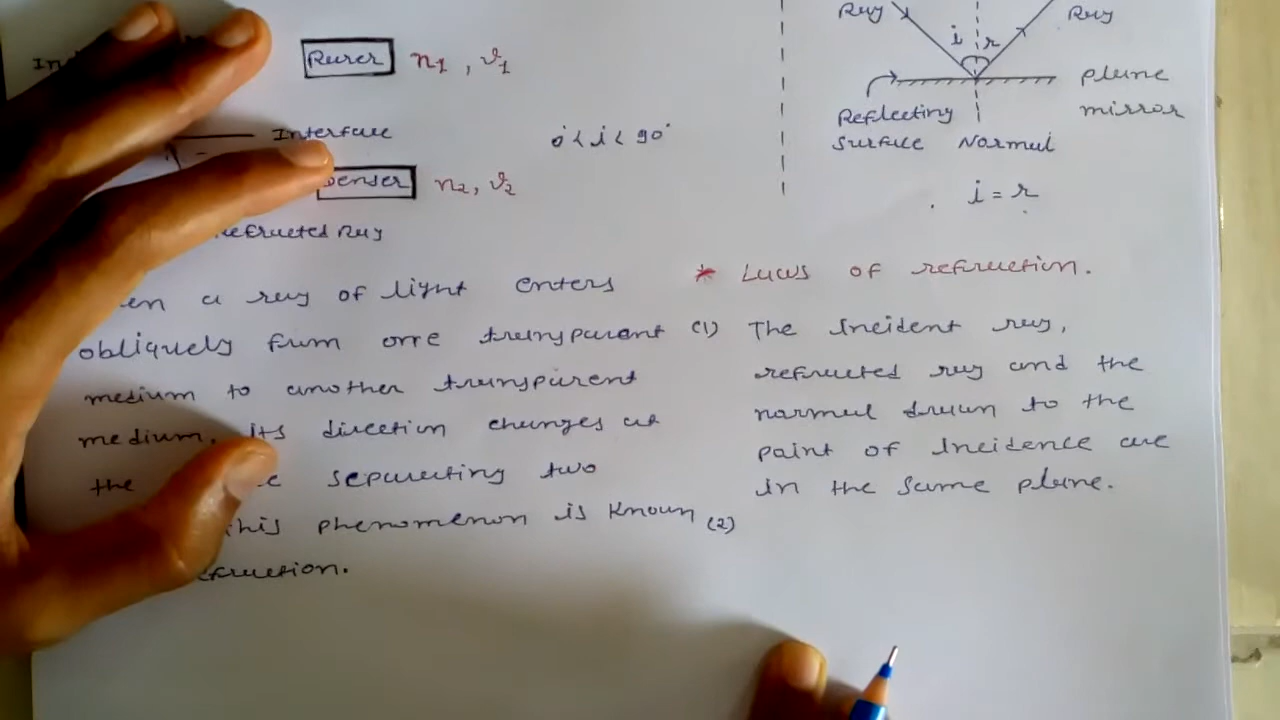 Rarer n1, v1
Interface
0° < i < 90°
Denser n2, v2
Refracted Ray
en a ray of light enters
obliquely from one transparent
medium to another transparent
medium, its direction changes at
the separating two
this phenomenon is known
refraction.
Ray Ray
i r
plane
mirror
Reflecting
surface Normal
i = r
* Laws of refraction.
(1) The Incident ray,
refracted ray and the
normal drawn to the
point of Incidence are
in the same plane.
(2)